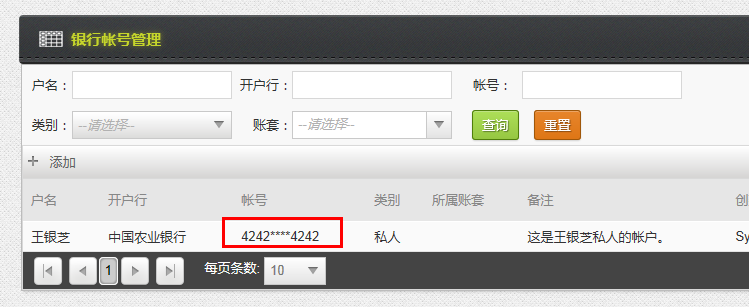 银行帐号管理
户名： 开户行： 帐号：
类别： --请选择-- 账套： --请选择-- 查询 重置
+ 添加
户名 开户行 帐号 类别 所属账套 备注 创
王银芝 中国农业银行 4242****4242 私人 这是王银芝私人的帐户。 Sy
1 每页条数: 10